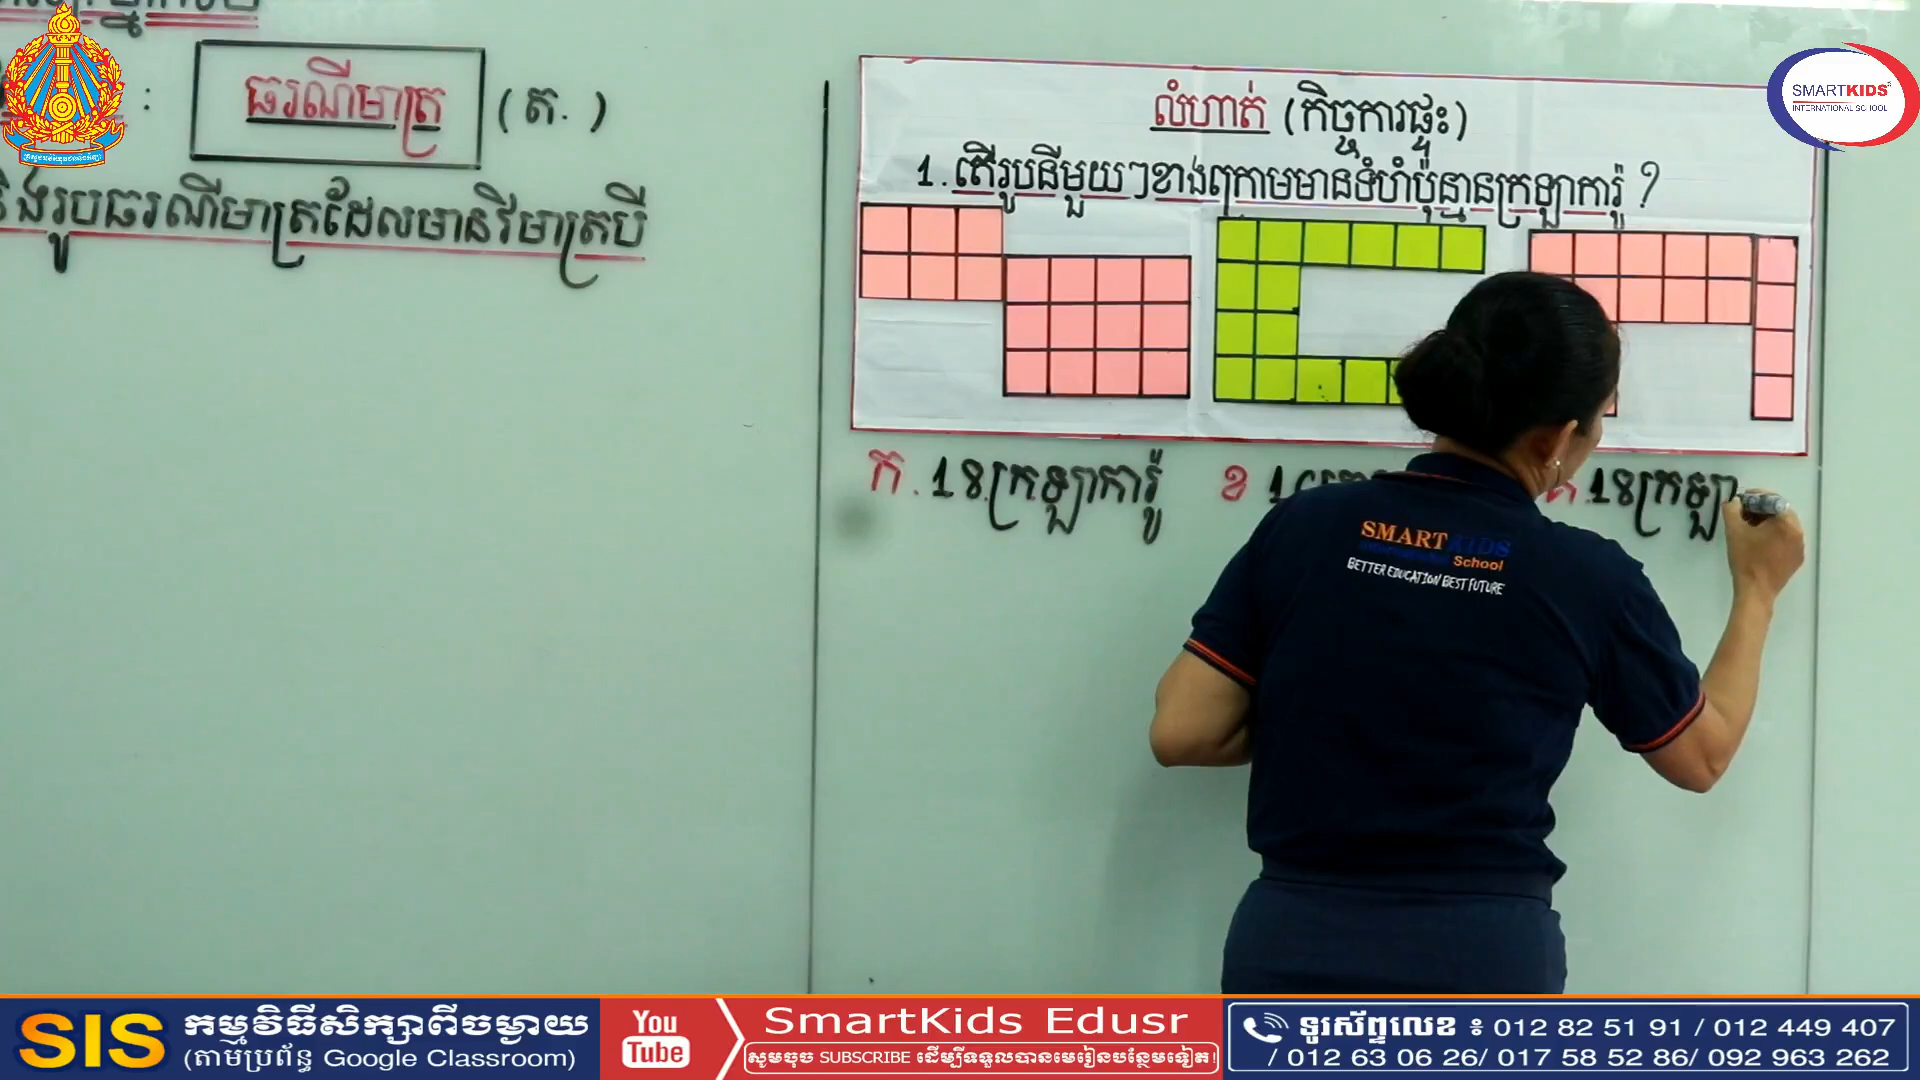 ធរណីមាត្រ (ត. )
រូបធរណីមាត្រដែលមានវិមាត្របី
លំហាត់ (កិច្ចការផ្ទះ)
1. តើរូបនីមួយៗខាងក្រោមមានទំហំប៉ុន្មានក្រឡាការ៉ូ ?
ក. 18 ក្រឡាការ៉ូ
ខ
18 ក្រឡា
SMARTKIDS
INTERNATIONAL SCHOOL
SMART KIDS
School
BETTER EDUCATION BEST FUTURE
SIS
កម្មវិធីសិក្សាពីចម្ងាយ
(តាមប្រព័ន្ធ Google Classroom)
You Tube
SmartKids Edusr
សូមចុច SUBSCRIBE ដើម្បីទទួលបានមេរៀនបន្ថែមទៀត!
ទូរស័ព្ទលេខ ៖ 012 82 51 91 / 012 449 407
/ 012 63 06 26/ 017 58 52 86/ 092 963 262